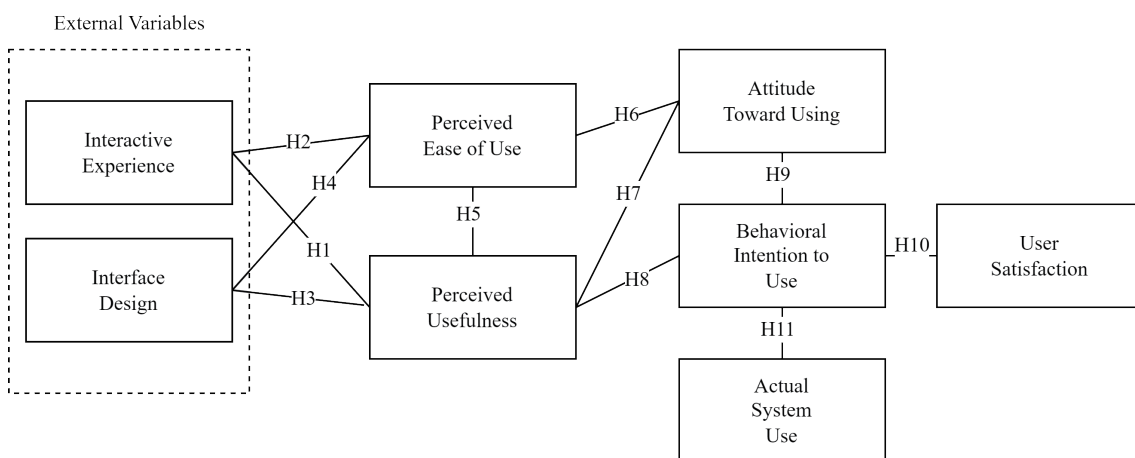 External Variables
Interactive
Experience
Interface
Design
H2
H4
H1
H3
Perceived
Ease of Use
H5
Perceived
Usefulness
H6
H7
H8
Attitude
Toward Using
H9
Behavioral
Intention to
Use
H10
User
Satisfaction
H11
Actual
System
Use